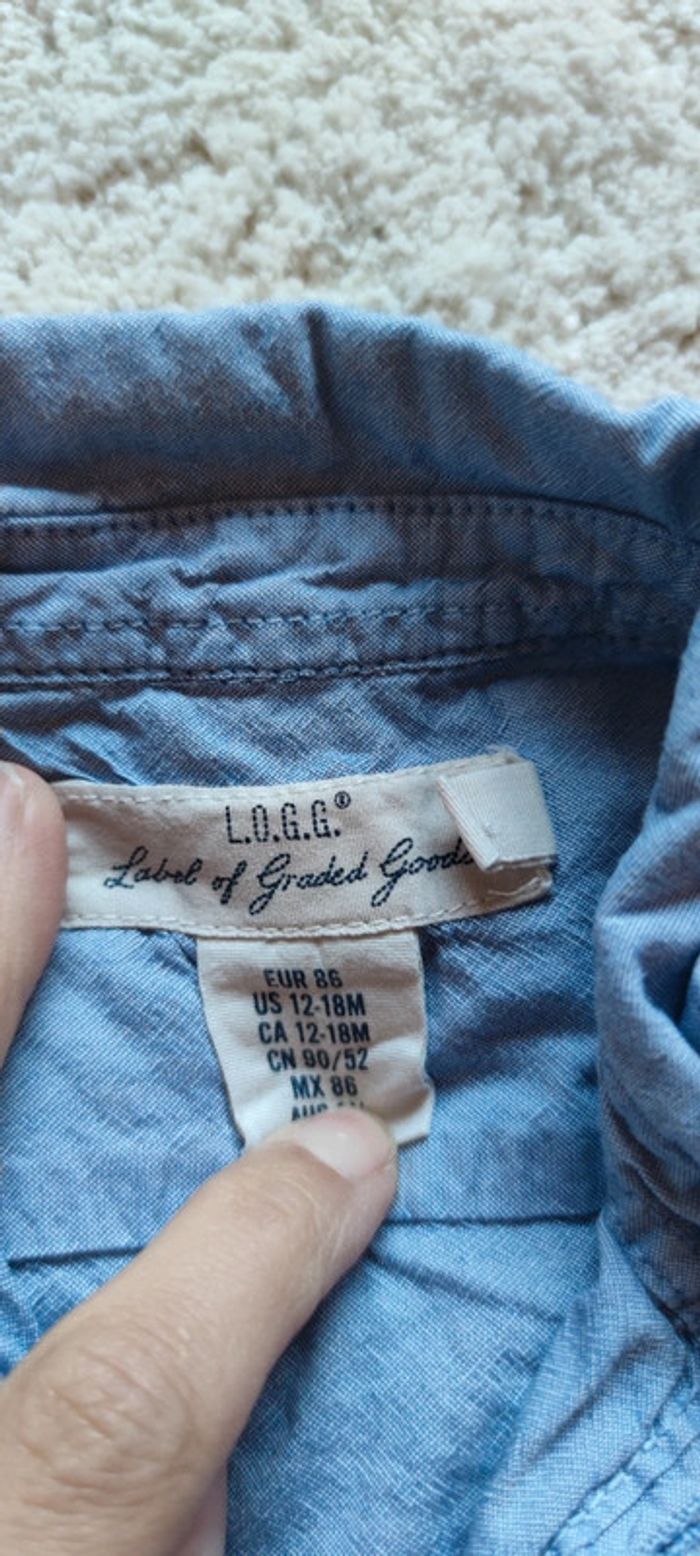 L.O.G.G.®
Label of Graded Goods
EUR 86
US 12-18M
CA 12-18M
CN 90/52
MX 86